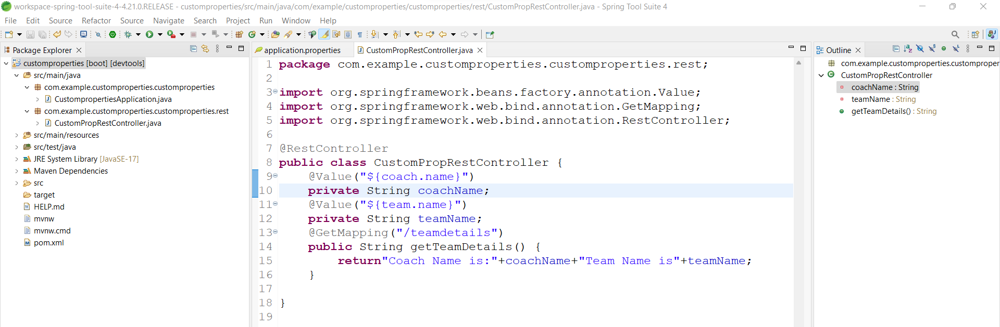 workspace-spring-tool-suite-4-4.21.0.RELEASE - customproperties/src/main/java/com/example/customproperties/customproperties/rest/CustomPropRestController.java - Spring Tool Suite 4
File Edit Source Refactor Source Navigate Search Project Run Window Help
Package Explorer
customproperties [boot] [devtools]
src/main/java
com.example.customproperties.customproperties
CustompropertiesApplication.java
com.example.customproperties.customproperties.rest
CustomPropRestController.java
src/main/resources
src/test/java
JRE System Library [JavaSE-17]
Maven Dependencies
src
target
HELP.md
mvnw
mvnw.cmd
pom.xml
application.properties CustomPropRestController.java
1 package com.example.customproperties.customproperties.rest;
2
3 import org.springframework.beans.factory.annotation.Value;
4 import org.springframework.web.bind.annotation.GetMapping;
5 import org.springframework.web.bind.annotation.RestController;
6
7 @RestController
8 public class CustomPropRestController {
9 @Value("${coach.name}")
10 private String coachName;
11 @Value("${team.name}")
12 private String teamName;
13 @GetMapping("/teamdetails")
14 public String getTeamDetails() {
15 return"Coach Name is:"+coachName+"Team Name is"+teamName;
16 }
17
18 }
19
Outline
com.example.customproperties.customproper
CustomPropRestController
coachName : String
teamName : String
getTeamDetails() : String